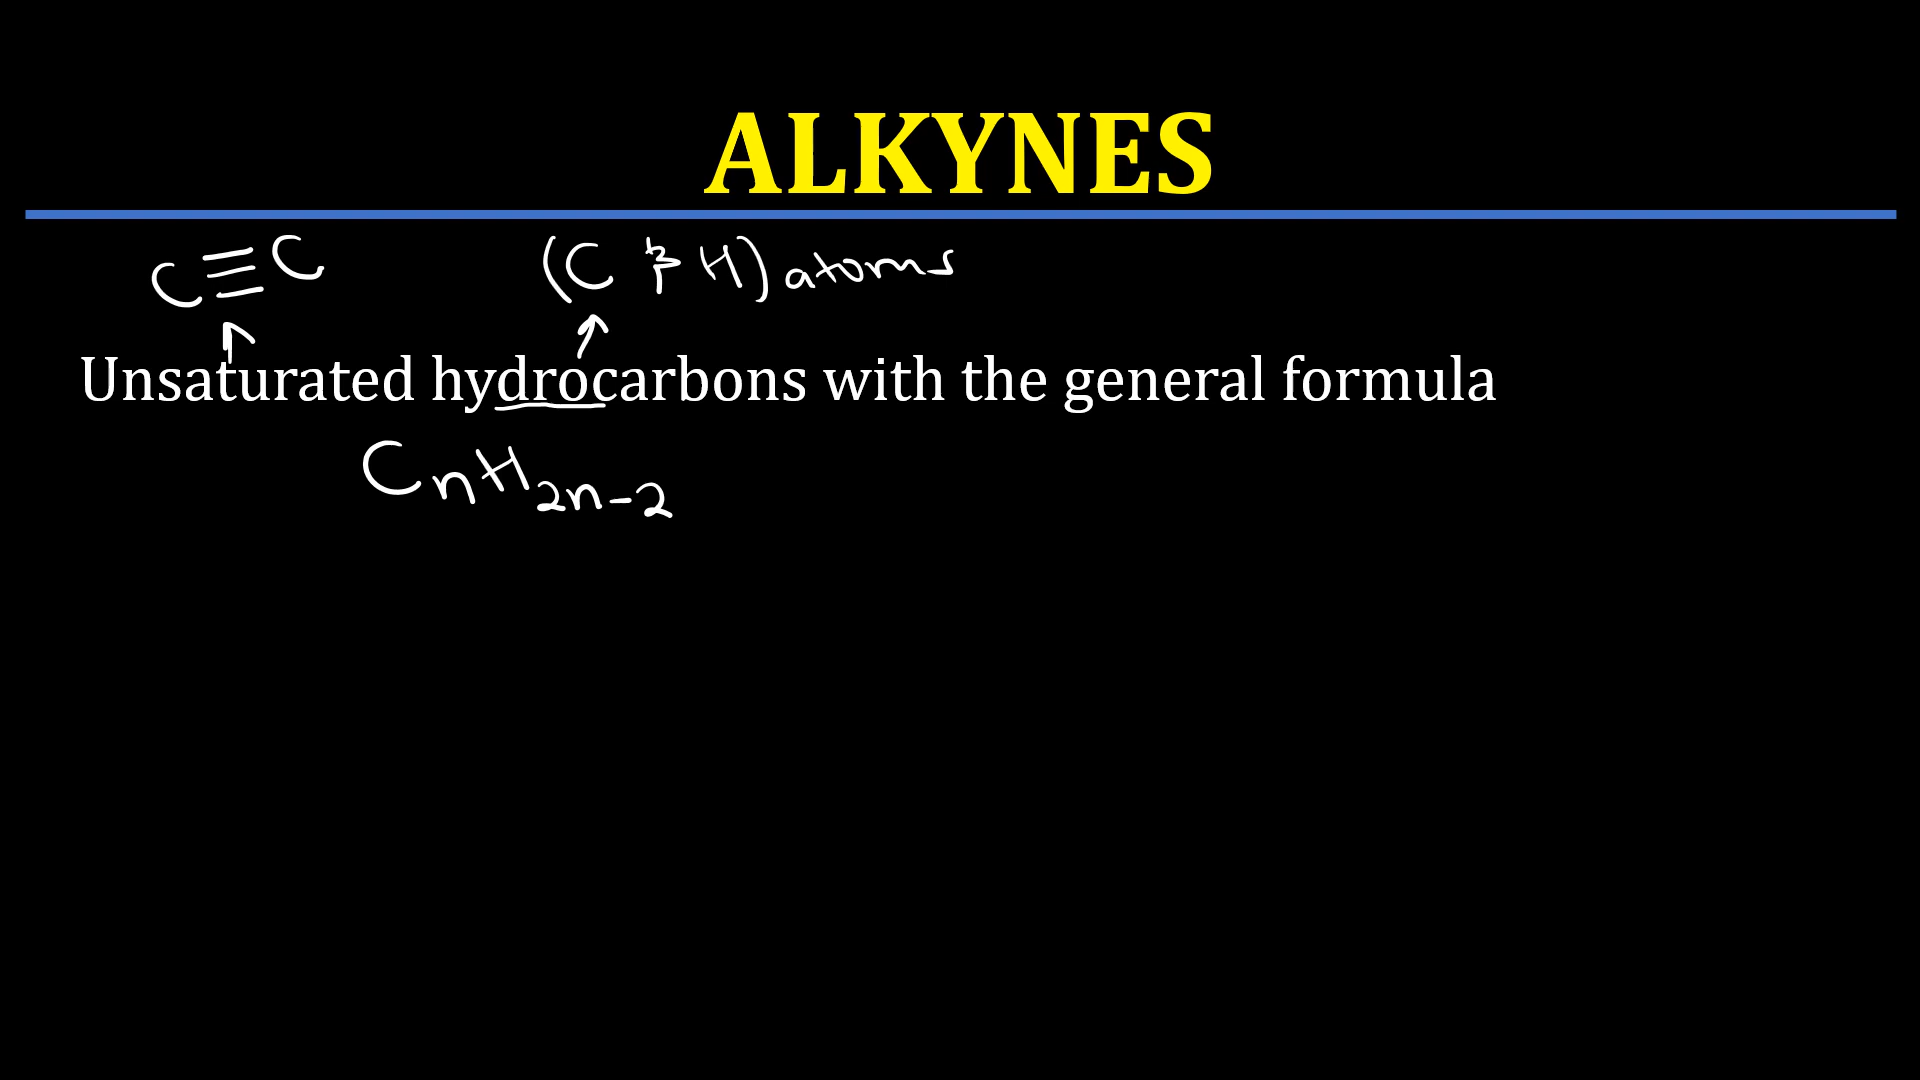 ALKYNES
C≡C (C & H) atoms
Unsaturated hydrocarbons with the general formula
CnH2n-2